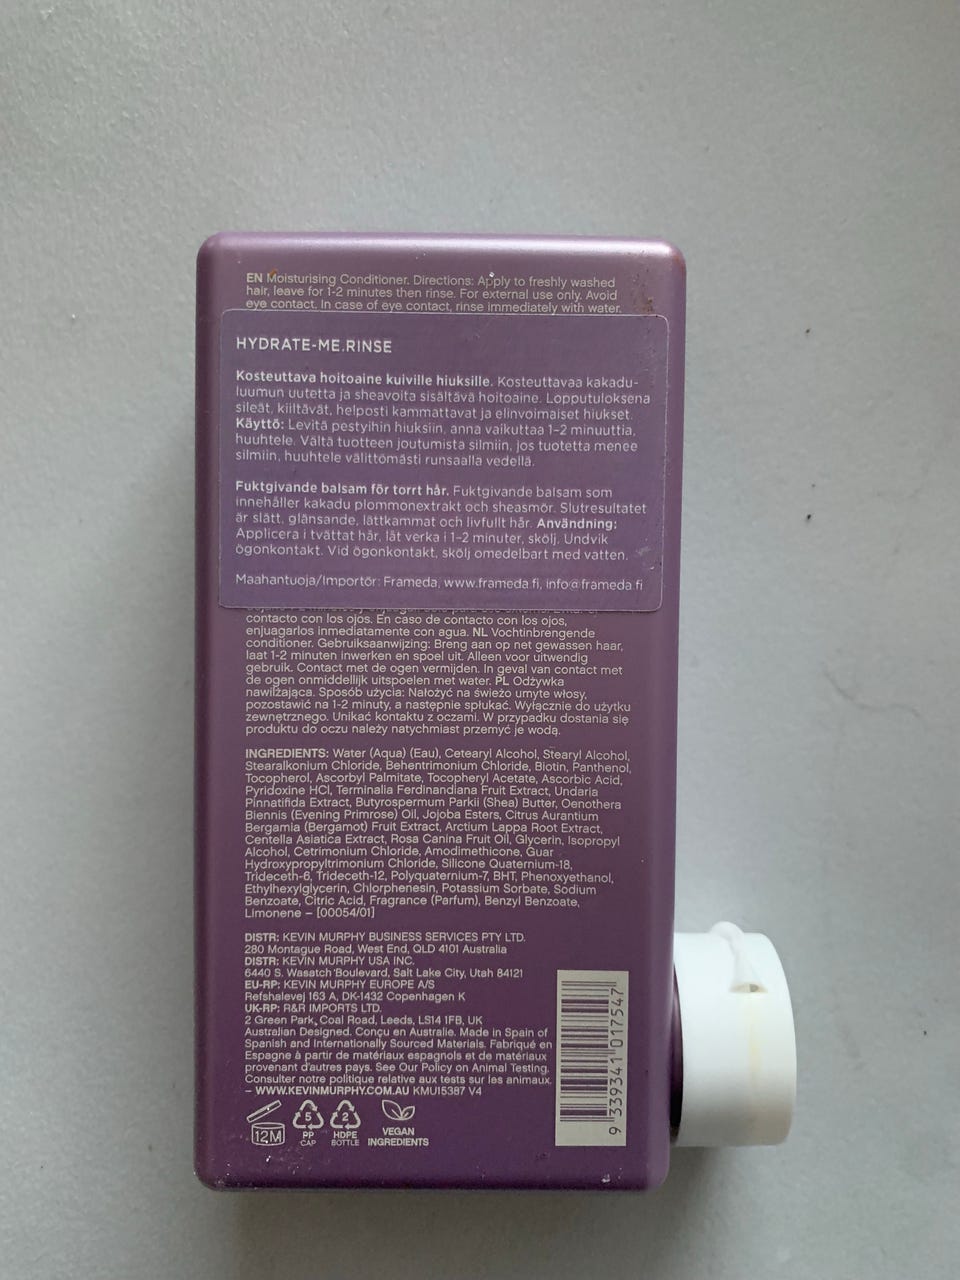 EN Moisturising Conditioner. Directions: Apply to freshly washed
hair, leave for 1-2 minutes then rinse. For external use only. Avoid
eye contact. In case of eye contact, rinse immediately with water.
HYDRATE-ME.RINSE
Kosteuttava hoitoaine kuiville hiuksille. Kosteuttavaa kakadu-
luumun uutetta ja sheavoita sisältävä hoitoaine. Lopputuloksena
sileät, kiiltävät, helposti kammattavat ja elinvoimaiset hiukset.
Käyttö: Levitä pestyihin hiuksiin, anna vaikuttaa 1-2 minuuttia,
huuhtele. Vältä tuotteen joutumista silmiin, jos tuotetta menee
silmiin, huuhtele välittömästi runsaalla vedellä.
Fuktgivande balsam för torrt hår. Fuktgivande balsam som
innehåller kakadu plommonextrakt och sheasmör. Slutresultatet
är slätt, glänsande, lättkammat och livfullt hår. Användning:
Applicera i tvättat hår, låt verka i 1-2 minuter, skölj. Undvik
ögonkontakt. Vid ögonkontakt, skölj omedelbart med vatten.
Maahantuoja/Importör: Frameda, www.frameda.fi, info@frameda.fi
contacto con los ojos. En caso de contacto con los ojos,
enjuagarlos inmediatamente con agua. NL Vochtinbrengende
conditioner. Gebruiksaanwijzing: Breng aan op net gewassen haar,
laat 1-2 minuten inwerken en spoel uit. Alleen voor uitwendig
gebruik. Contact met de ogen vermijden. In geval van contact met
de ogen onmiddellijk uitspoelen met water. PL Odżywka
nawilżająca. Sposób użycia: Nałożyć na świeżo umyte włosy,
pozostawić na 1-2 minuty, a następnie spłukać. Wyłącznie do użytku
zewnętrznego. Unikać kontaktu z oczami. W przypadku dostania się
produktu do oczu należy natychmiast przemyć je wodą.
INGREDIENTS: Water (Aqua) (Eau), Cetearyl Alcohol, Stearyl Alcohol,
Stearalkonium Chloride, Behentrimonium Chloride, Biotin, Panthenol,
Tocopherol, Ascorbyl Palmitate, Tocopheryl Acetate, Ascorbic Acid,
Pyridoxine HCl, Terminalia Ferdinandiana Fruit Extract, Undaria
Pinnatifida Extract, Butyrospermum Parkii (Shea) Butter, Oenothera
Biennis (Evening Primrose) Oil, Jojoba Esters, Citrus Aurantium
Bergamia (Bergamot) Fruit Extract, Arctium Lappa Root Extract,
Centella Asiatica Extract, Rosa Canina Fruit Oil, Glycerin, Isopropyl
Alcohol, Cetrimonium Chloride, Amodimethicone, Guar
Hydroxypropyltrimonium Chloride, Silicone Quaternium-18,
Trideceth-6, Trideceth-12, Polyquaternium-7, BHT, Phenoxyethanol,
Ethylhexylglycerin, Chlorphenesin, Potassium Sorbate, Sodium
Benzoate, Citric Acid, Fragrance (Parfum), Benzyl Benzoate,
Limonene – [00054/01]
DISTR: KEVIN MURPHY BUSINESS SERVICES PTY LTD.
280 Montague Road, West End, QLD 4101 Australia
DISTR: KEVIN MURPHY USA INC.
6440 S. Wasatch Boulevard, Salt Lake City, Utah 84121
EU-RP: KEVIN MURPHY EUROPE A/S
Refshalevej 163 A, DK-1432 Copenhagen K
UK-RP: R&R IMPORTS LTD.
2 Green Park, Coal Road, Leeds, LS14 1FB, UK
Australian Designed. Conçu en Australie. Made in Spain of
Spanish and Internationally Sourced Materials. Fabriqué en
Espagne à partir de matériaux espagnols et de matériaux
provenant d'autres pays. See Our Policy on Animal Testing.
Consulter notre politique relative aux tests sur les animaux.
– WWW.KEVINMURPHY.COM.AU KMU15387 V4
12M
5
PP
CAP
2
HDPE
BOTTLE
VEGAN
INGREDIENTS
9 339341 017547